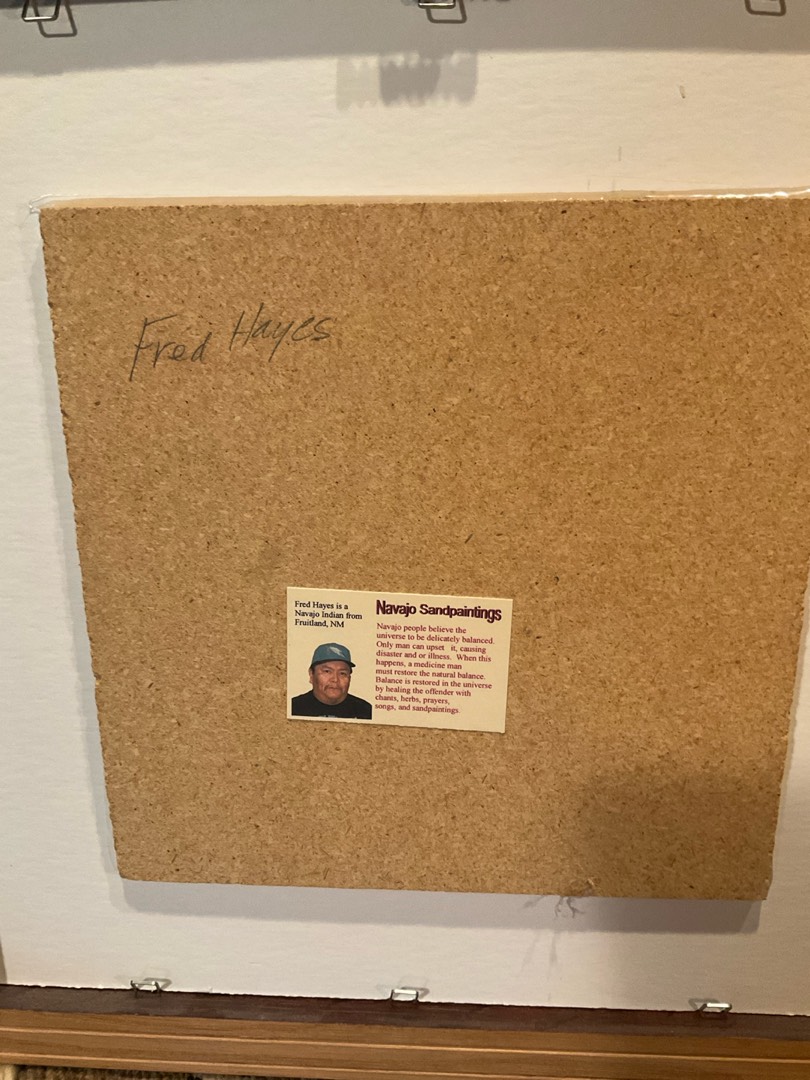 Fred Hayes
Fred Hayes is a
Navajo Indian from
Fruitland, NM
Navajo Sandpaintings
Navajo people believe the
universe to be delicately balanced.
Only man can upset it, causing
disaster and or illness. When this
happens, a medicine man
must restore the natural balance.
Balance is restored in the universe
by healing the offender with
chants, herbs, prayers,
songs, and sandpaintings.